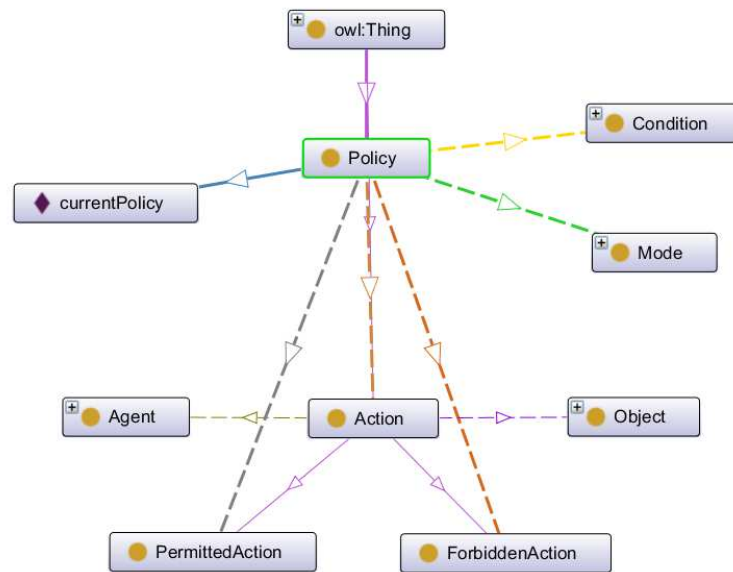 owl:Thing
Condition
Policy
currentPolicy
Mode
Agent
Action
Object
PermittedAction
ForbiddenAction